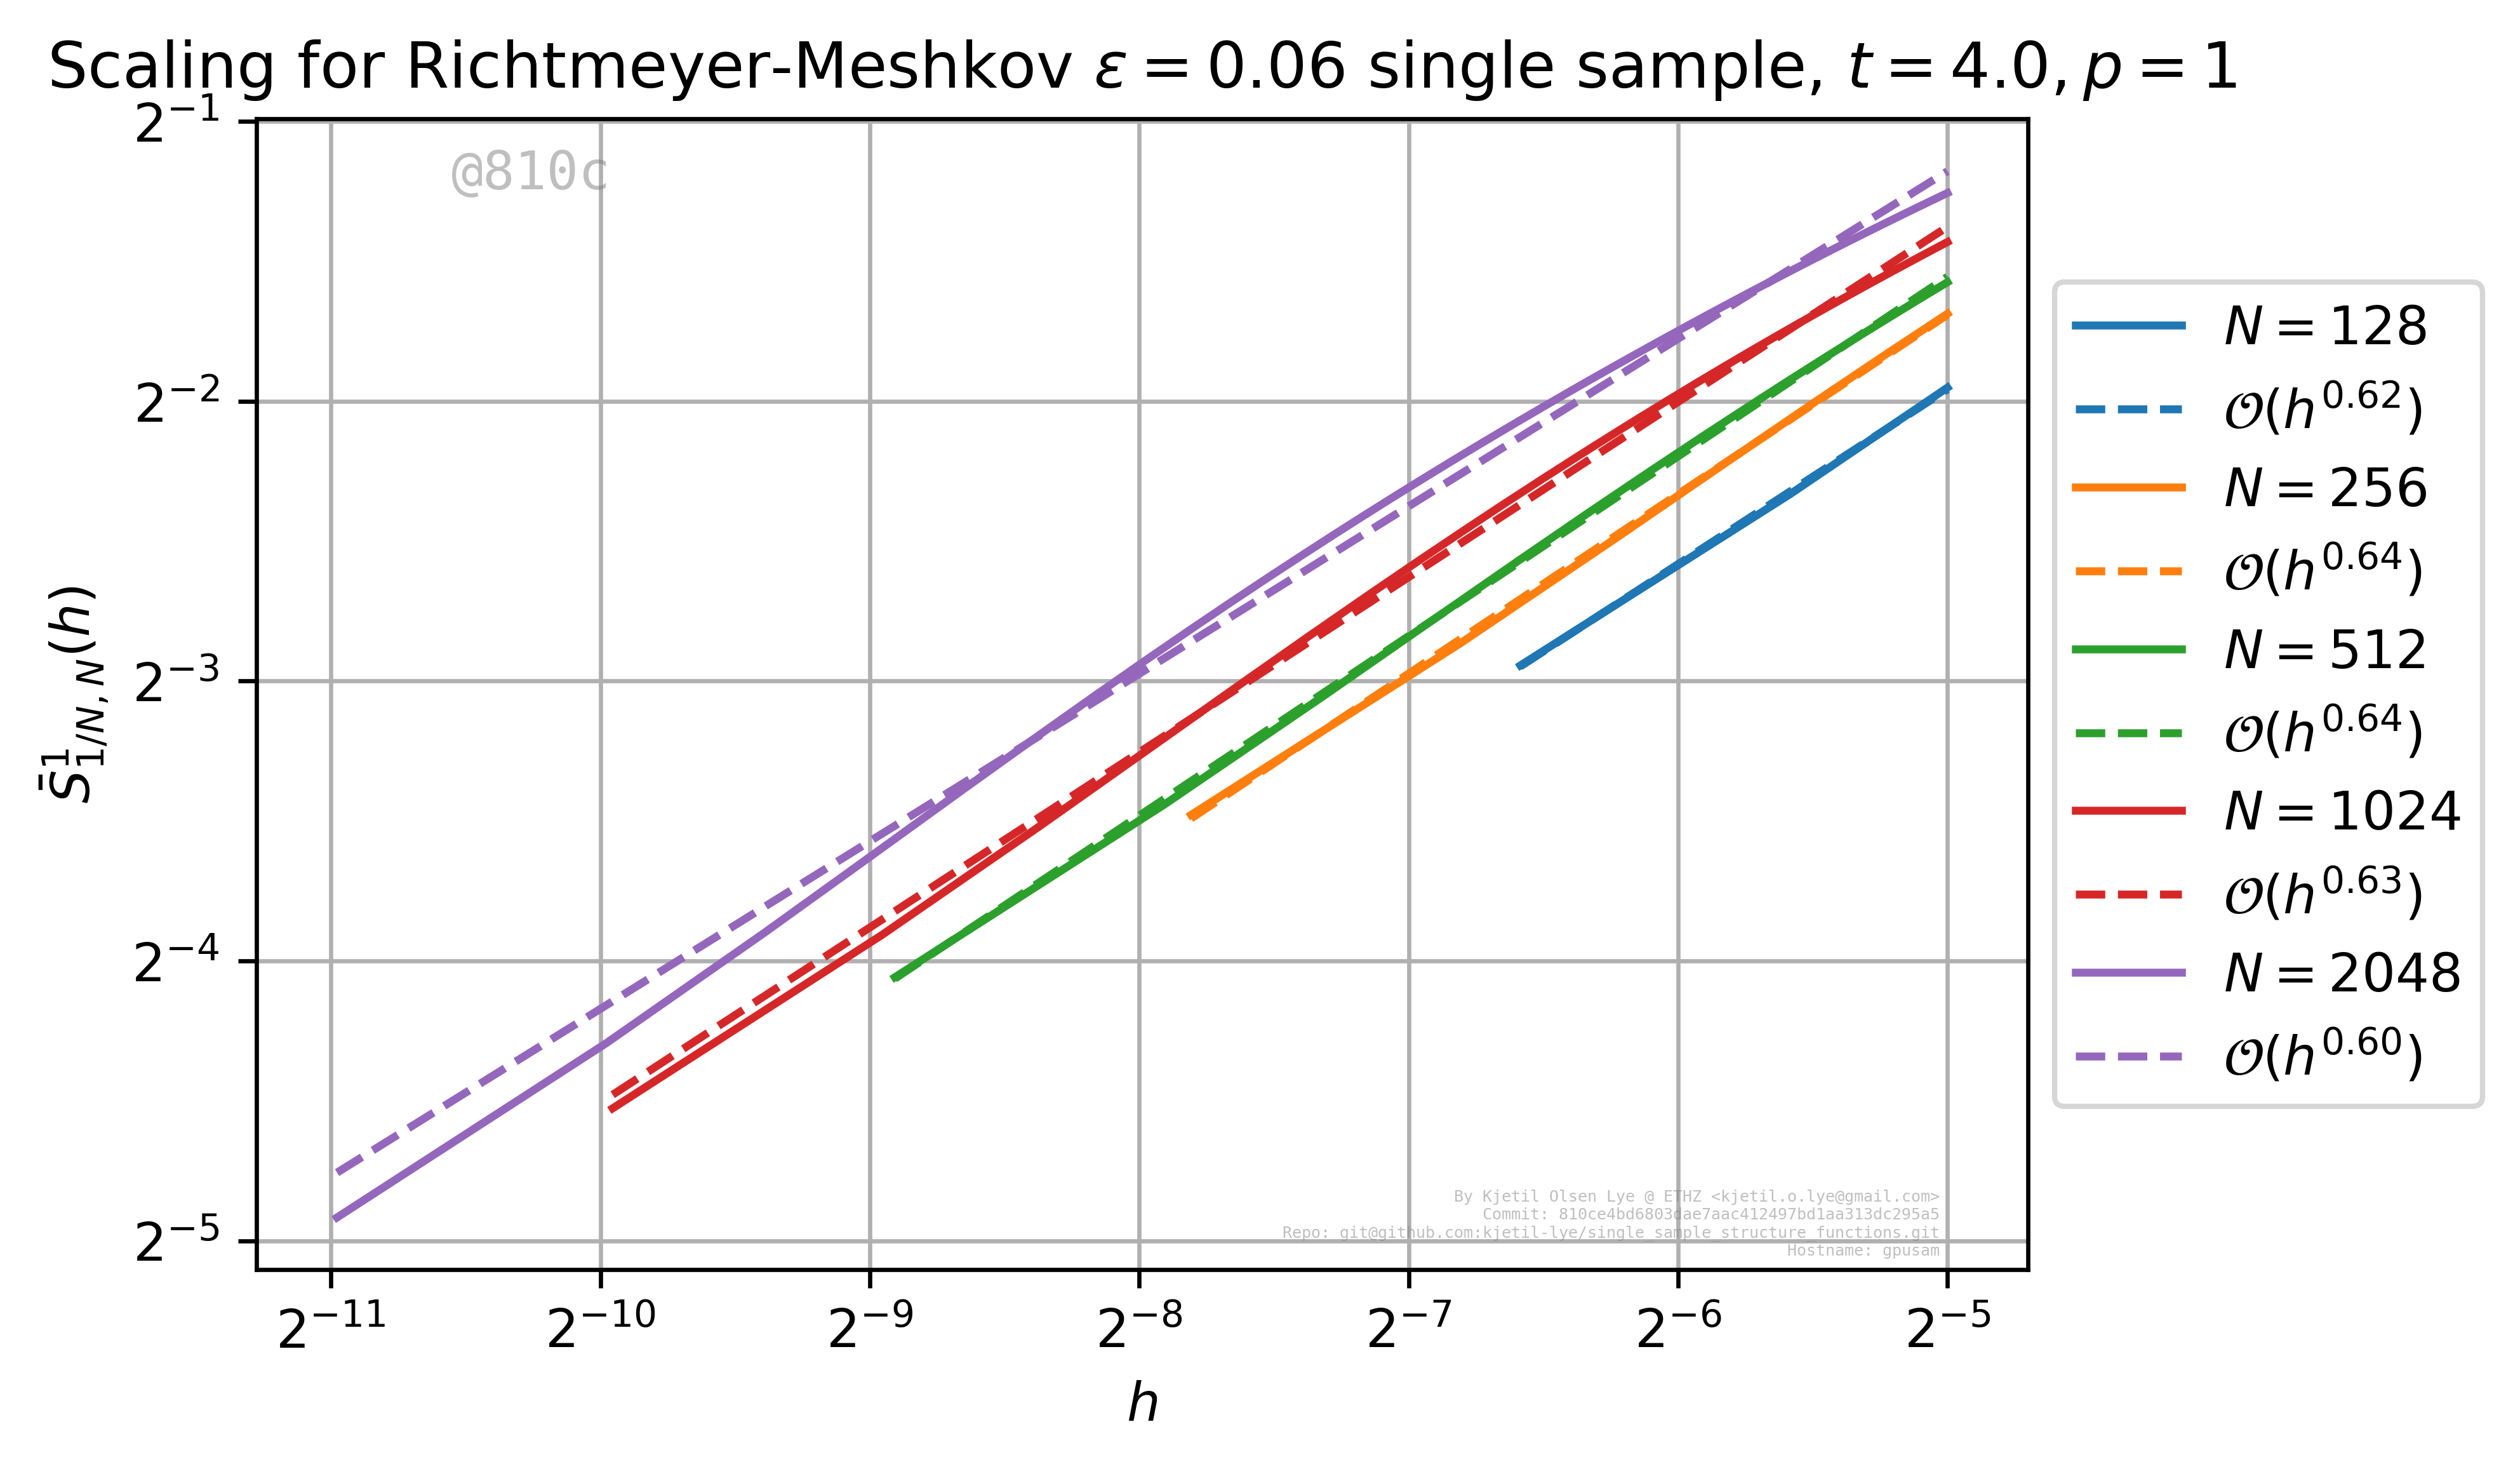 Scaling for Richtmeyer-Meshkov ε = 0.06 single sample, t = 4.0, p = 1
@810c
2⁻¹
2⁻²
2⁻³
2⁻⁴
2⁻⁵
S̄¹₁/N,N(h)
2⁻¹¹
2⁻¹⁰
2⁻⁹
2⁻⁸
2⁻⁷
2⁻⁶
2⁻⁵
h
N = 128
𝒪(h^0.62)
N = 256
𝒪(h^0.64)
N = 512
𝒪(h^0.64)
N = 1024
𝒪(h^0.63)
N = 2048
𝒪(h^0.60)
By Kjetil Olsen Lye @ ETHZ <kjetil.o.lye@gmail.com>
Commit: 810ce4bd6803dae7aac412497bd1aa313dc295a5
Repo: git@github.com:kjetil-lye/single_sample_structure_functions.git
Hostname: gpusam